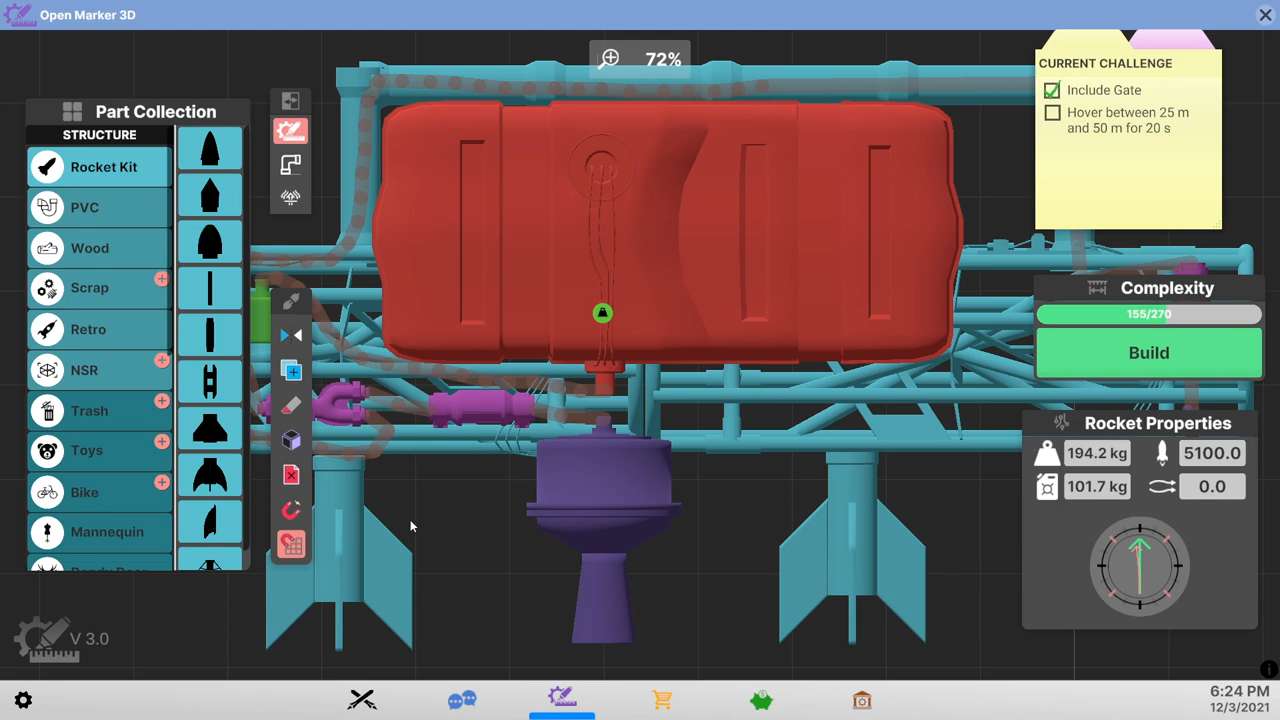 Open Marker 3D
72%
CURRENT CHALLENGE
Include Gate
Hover between 25 m
and 50 m for 20 s
Part Collection
STRUCTURE
Rocket Kit
PVC
Wood
Scrap
Retro
NSR
Trash
Toys
Bike
Mannequin
Complexity
155/270
Build
Rocket Properties
194.2 kg
5100.0
101.7 kg
0.0
V 3.0
6:24 PM
12/3/2021